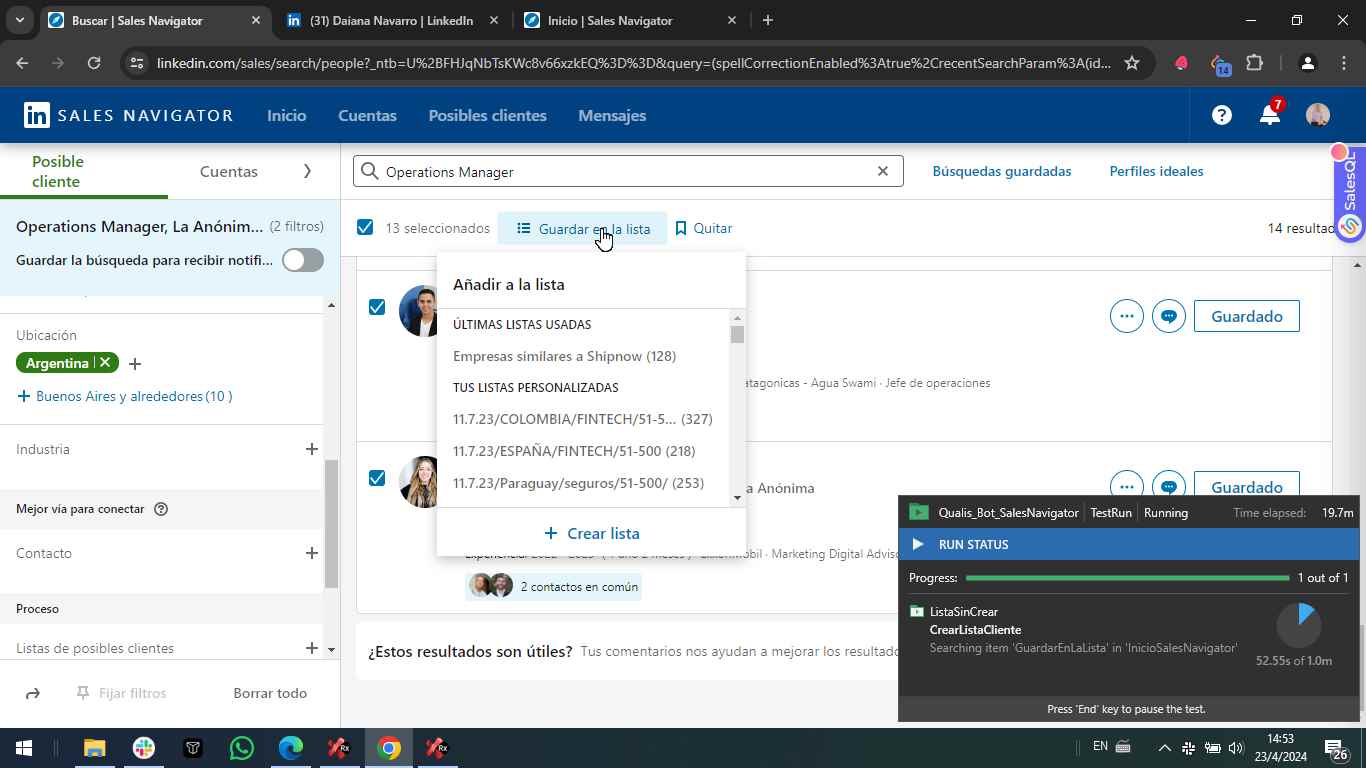 Buscar | Sales Navigator
(31) Daiana Navarro | LinkedIn
Inicio | Sales Navigator
linkedin.com/sales/search/people?_ntb=U%2BFHJqNbTsKWc8v66xzkEQ%3D%3D&query=(spellCorrectionEnabled%3Atrue%2CrecentSearchParam%3A(id...
14
in SALES NAVIGATOR
Inicio
Cuentas
Posibles clientes
Mensajes
7
Posible cliente
Cuentas
Operations Manager
Búsquedas guardadas
Perfiles ideales
SalesQL
Operations Manager, La Anónim... (2 filtros)
Guardar la búsqueda para recibir notifi...
13 seleccionados
Guardar en la lista
Quitar
14 resultad
Ubicación
Argentina
Buenos Aires y alrededores (10 )
Industria
Mejor vía para conectar
Contacto
Proceso
Listas de posibles clientes
Fijar filtros
Borrar todo
Añadir a la lista
ÚLTIMAS LISTAS USADAS
Empresas similares a Shipnow (128)
TUS LISTAS PERSONALIZADAS
11.7.23/COLOMBIA/FINTECH/51-5... (327)
11.7.23/ESPAÑA/FINTECH/51-500 (218)
11.7.23/Paraguay/seguros/51-500/ (253)
+ Crear lista
Guardado
atagonicas - Agua Swami · Jefe de operaciones
a Anónima
Guardado
ExxonMobil · Marketing Digital Adviso
2 contactos en común
¿Estos resultados son útiles? Tus comentarios nos ayudan a mejorar los resultado
Qualis_Bot_SalesNavigator
TestRun
Running
Time elapsed: 19.7m
RUN STATUS
Progress:
1 out of 1
ListaSinCrear
CrearListaCliente
Searching item 'GuardarEnLaLista' in 'InicioSalesNavigator'
52.55s of 1.0m
Press 'End' key to pause the test.
EN
14:53
23/4/2024
26